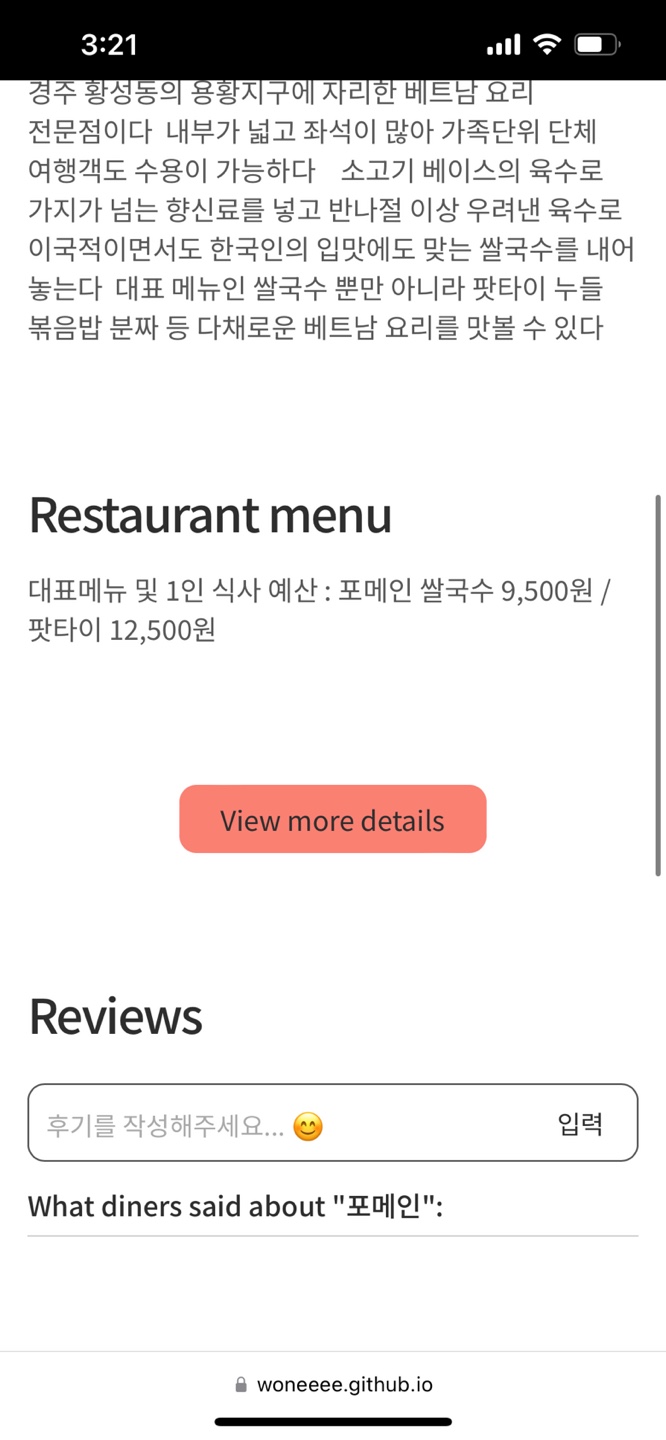 3:21
경주 황성동의 용황지구에 자리한 베트남 요리
전문점이다 내부가 넓고 좌석이 많아 가족단위 단체
여행객도 수용이 가능하다 소고기 베이스의 육수로
가지가 넘는 향신료를 넣고 반나절 이상 우려낸 육수로
이국적이면서도 한국인의 입맛에도 맞는 쌀국수를 내어
놓는다 대표 메뉴인 쌀국수 뿐만 아니라 팟타이 누들
볶음밥 분짜 등 다채로운 베트남 요리를 맛볼 수 있다
Restaurant menu
대표메뉴 및 1인 식사 예산 : 포메인 쌀국수 9,500원 /
팟타이 12,500원
View more details
Reviews
후기를 작성해주세요... 😊 입력
What diners said about "포메인":
woneeee.github.io